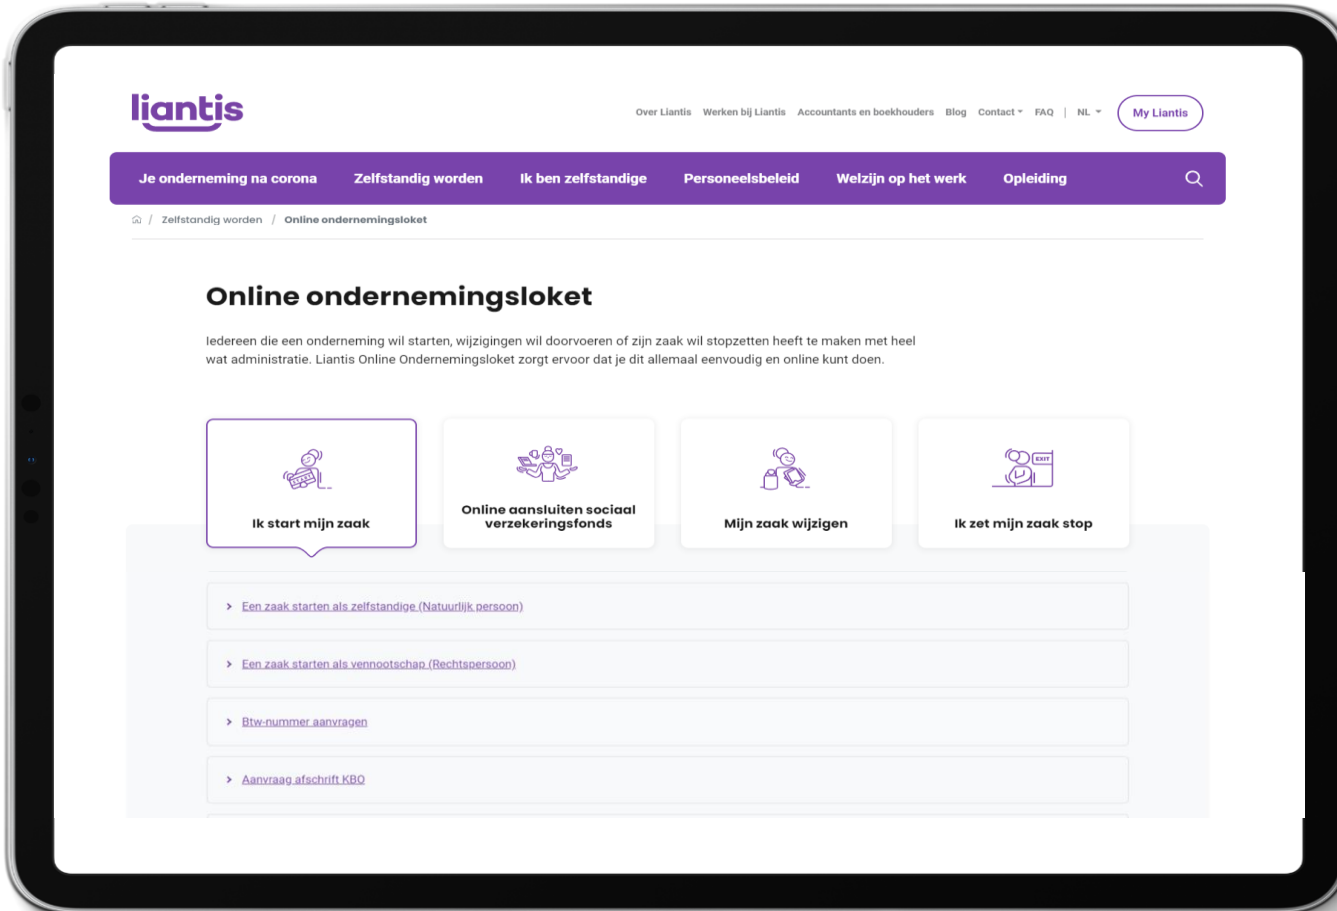 liantis
Over Liantis Werken bij Liantis Accountants en boekhouders Blog Contact FAQ | NL My Liantis
Je onderneming na corona Zelfstandig worden Ik ben zelfstandige Personeelsbeleid Welzijn op het werk Opleiding
/ Zelfstandig worden / Online ondernemingsloket
Online ondernemingsloket
Iedereen die een onderneming wil starten, wijzigingen wil doorvoeren of zijn zaak wil stopzetten heeft te maken met heel
wat administratie. Liantis Online Ondernemingsloket zorgt ervoor dat je dit allemaal eenvoudig en online kunt doen.
START
Ik start mijn zaak
Online aansluiten sociaal
verzekeringsfonds
Mijn zaak wijzigen
EXIT
Ik zet mijn zaak stop
Een zaak starten als zelfstandige (Natuurlijk persoon)
Een zaak starten als vennootschap (Rechtspersoon)
Btw-nummer aanvragen
Aanvraag afschrift KBO